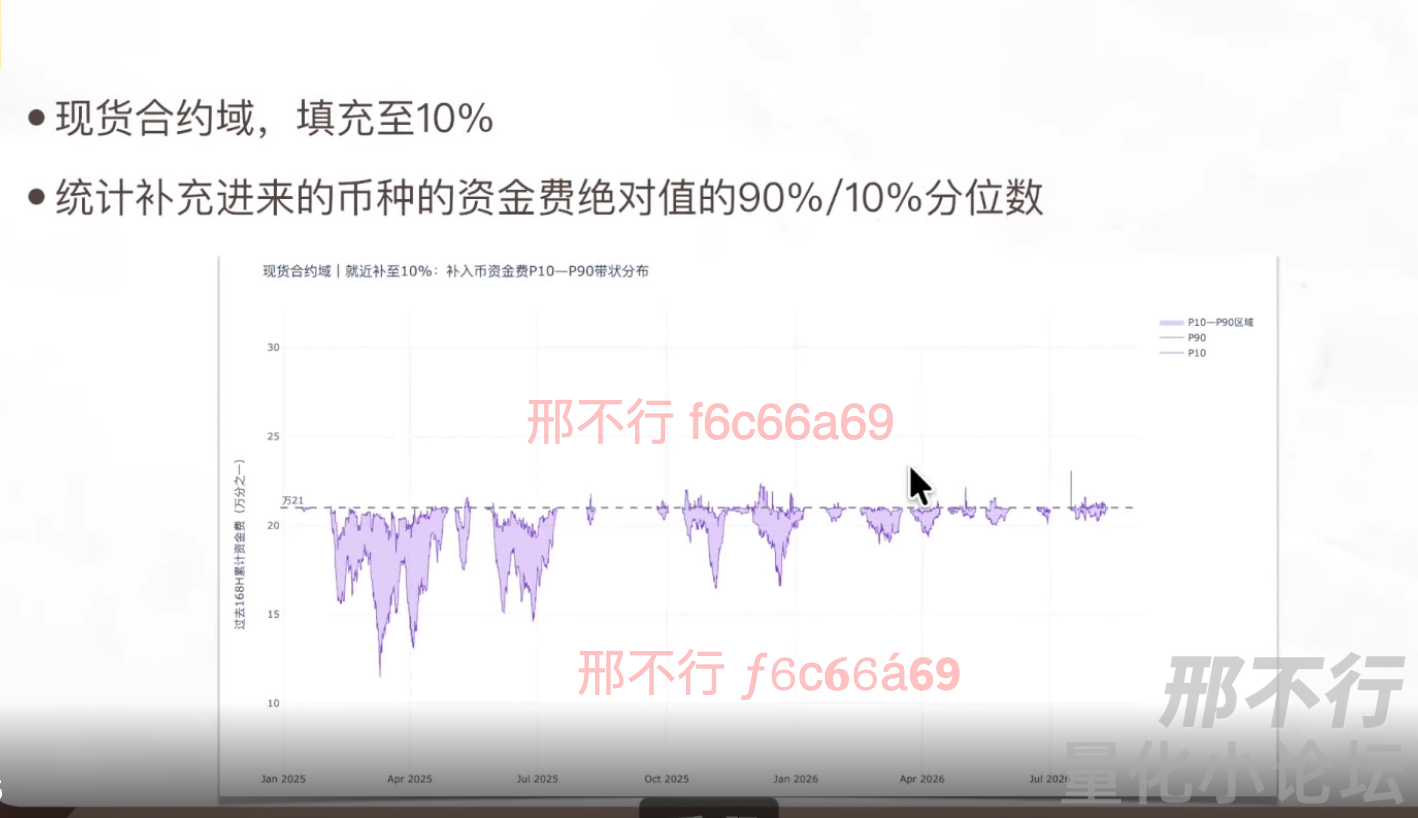 • 现货合约域，填充至10%
• 统计补充进来的币种的资金费绝对值的90%/10%分位数
现货合约域 | 就近补至10%：补入币资金费P10—P90带状分布
P10—P90区域
P90
P10
30
25
万21
20
15
10
过去168H累计资金费（万分之一）
Jan 2025 Apr 2025 Jul 2025 Oct 2025 Jan 2026 Apr 2026 Jul 2026
邢不行 f6c66a69
邢不行 ƒ6c66á69
邢不行
量化小论坛